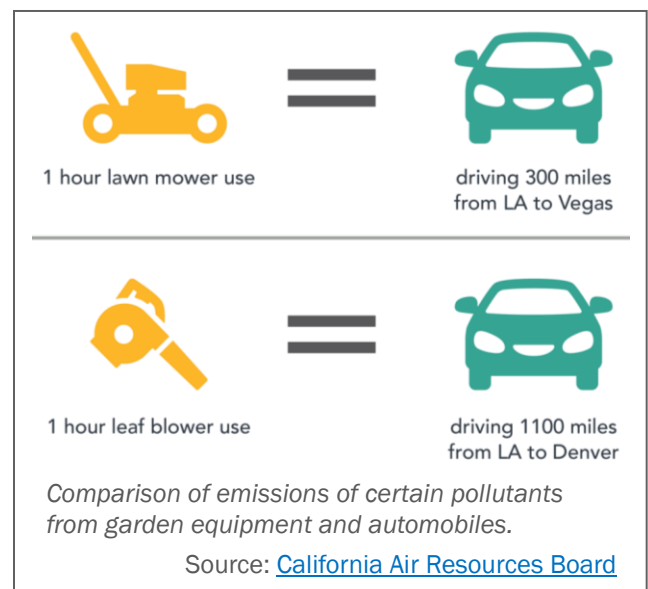 1 hour lawn mower use
driving 300 miles
from LA to Vegas
1 hour leaf blower use
driving 1100 miles
from LA to Denver
Comparison of emissions of certain pollutants
from garden equipment and automobiles.
Source: California Air Resources Board